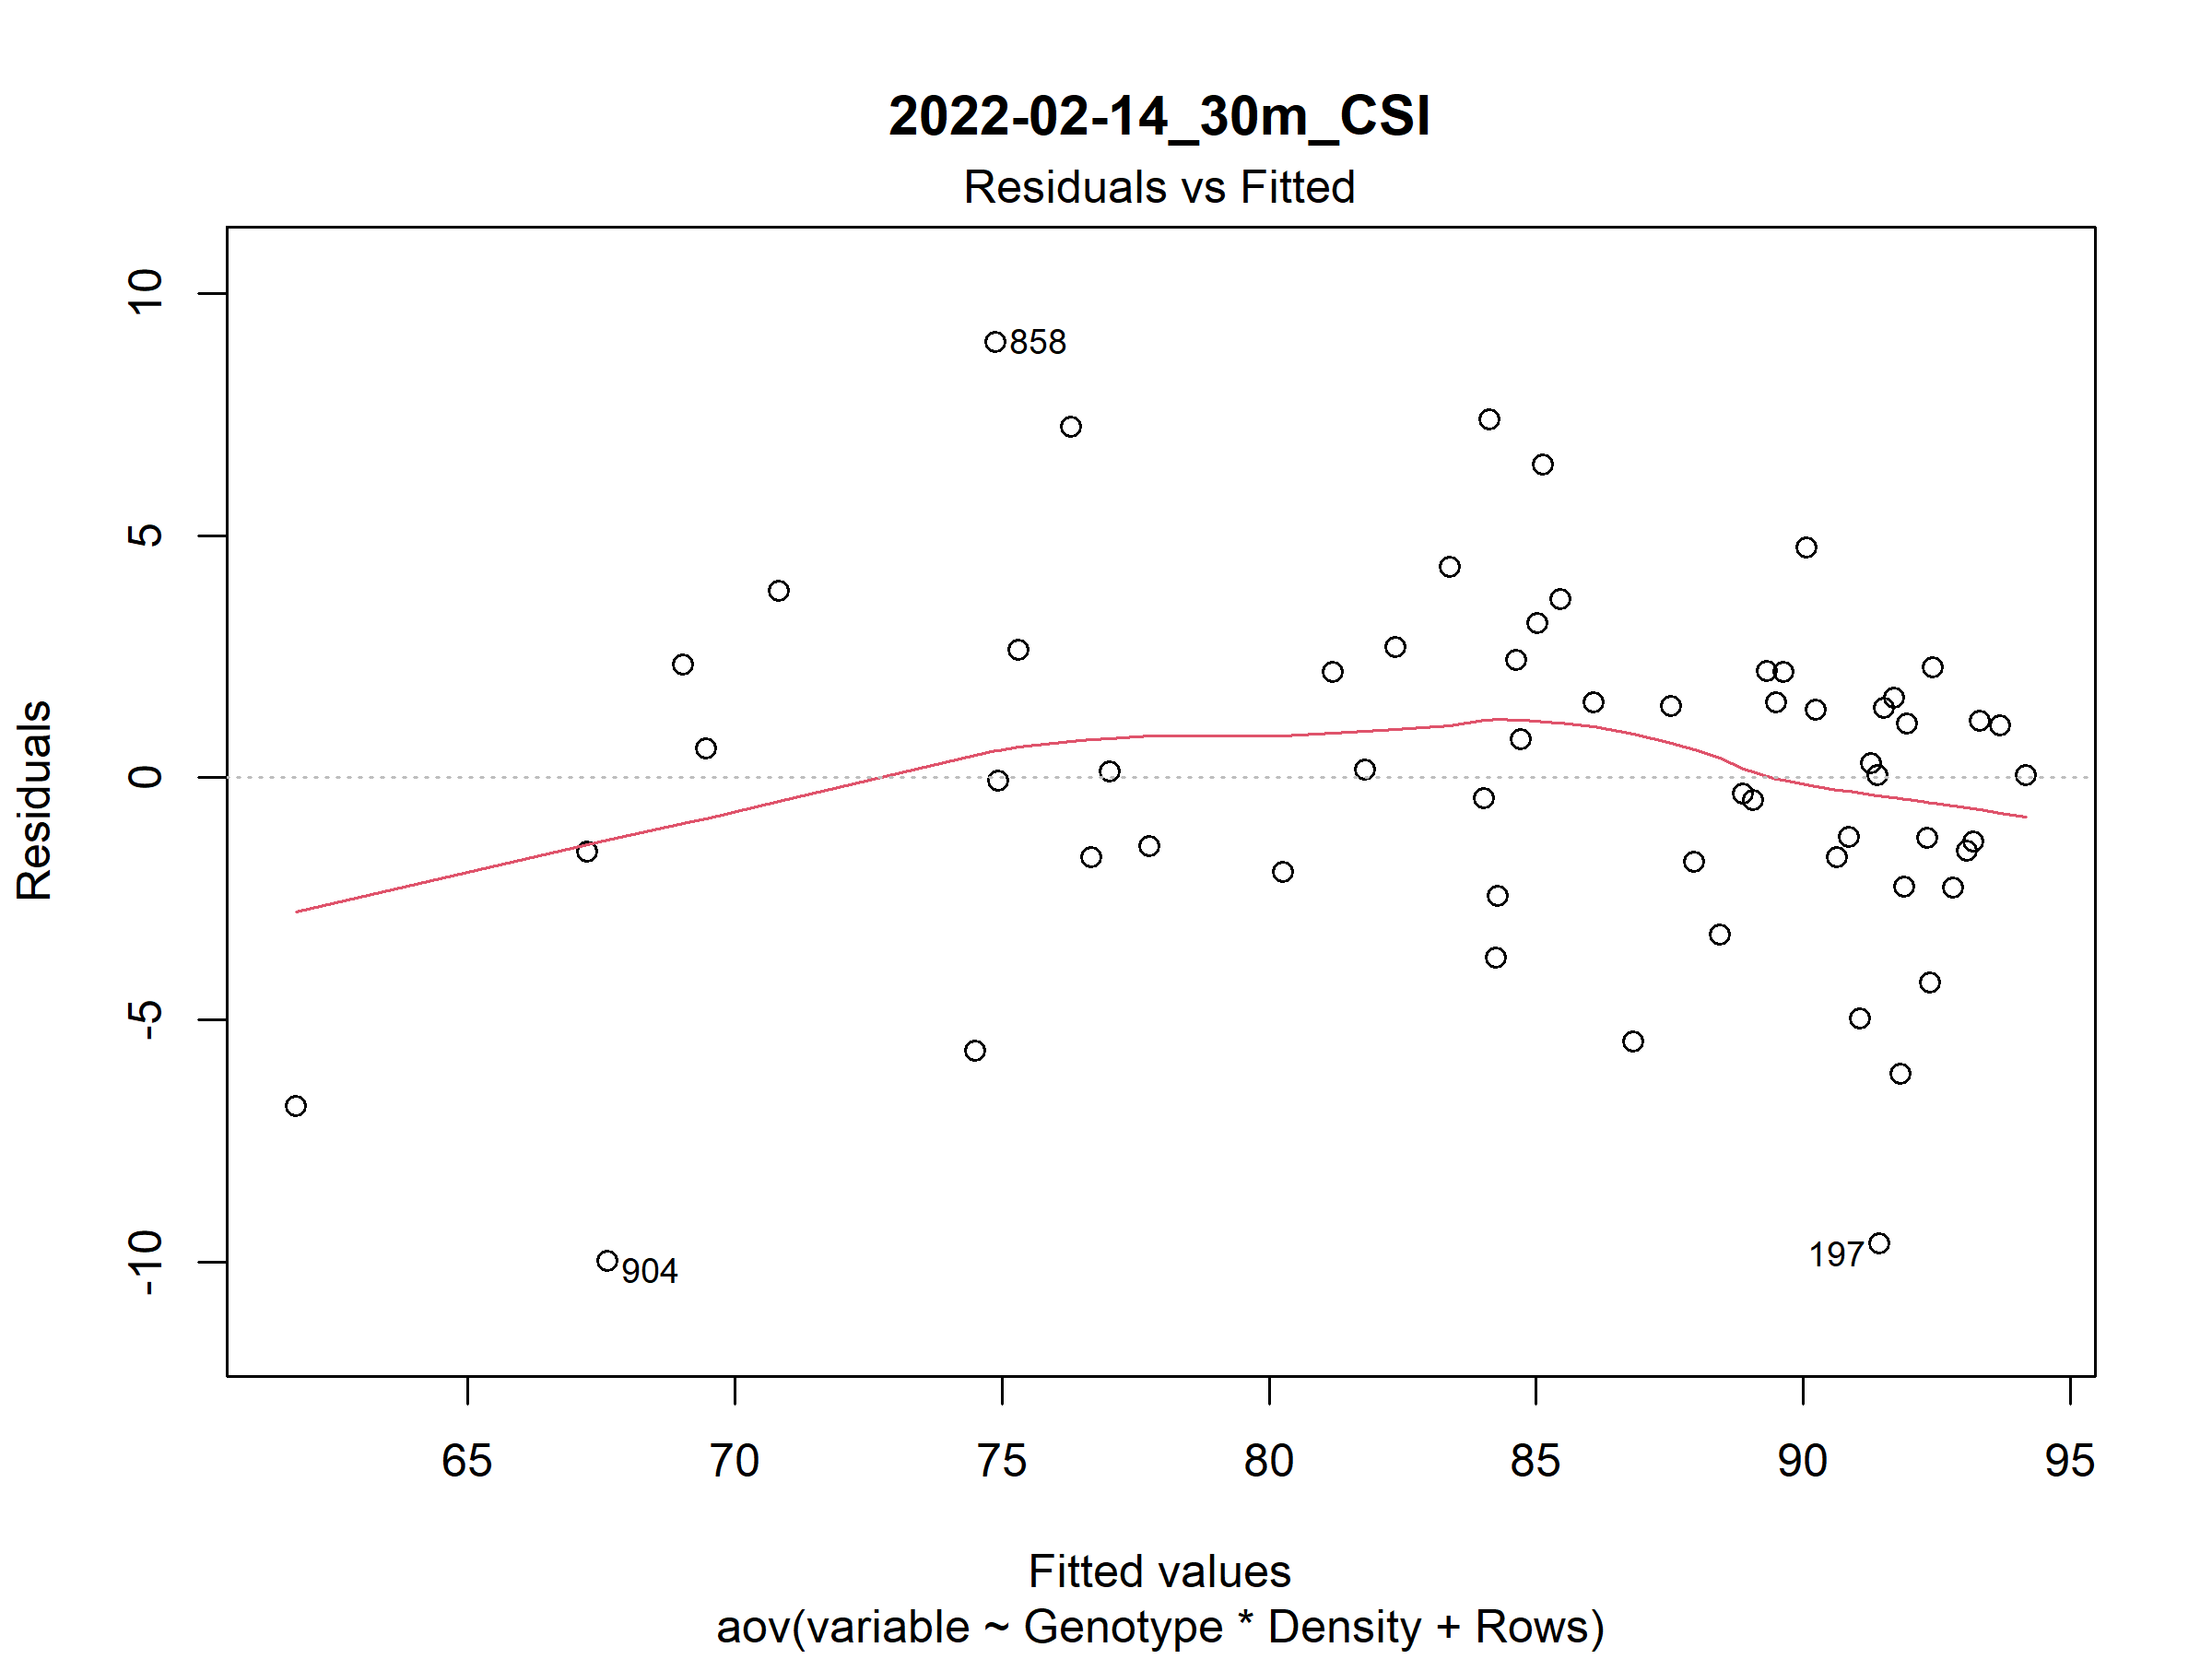 2022-02-14_30m_CSI
Residuals vs Fitted
10
858
5
Residuals
0
-5
-10
904
197
65 70 75 80 85 90 95
Fitted values
aov(variable ~ Genotype * Density + Rows)